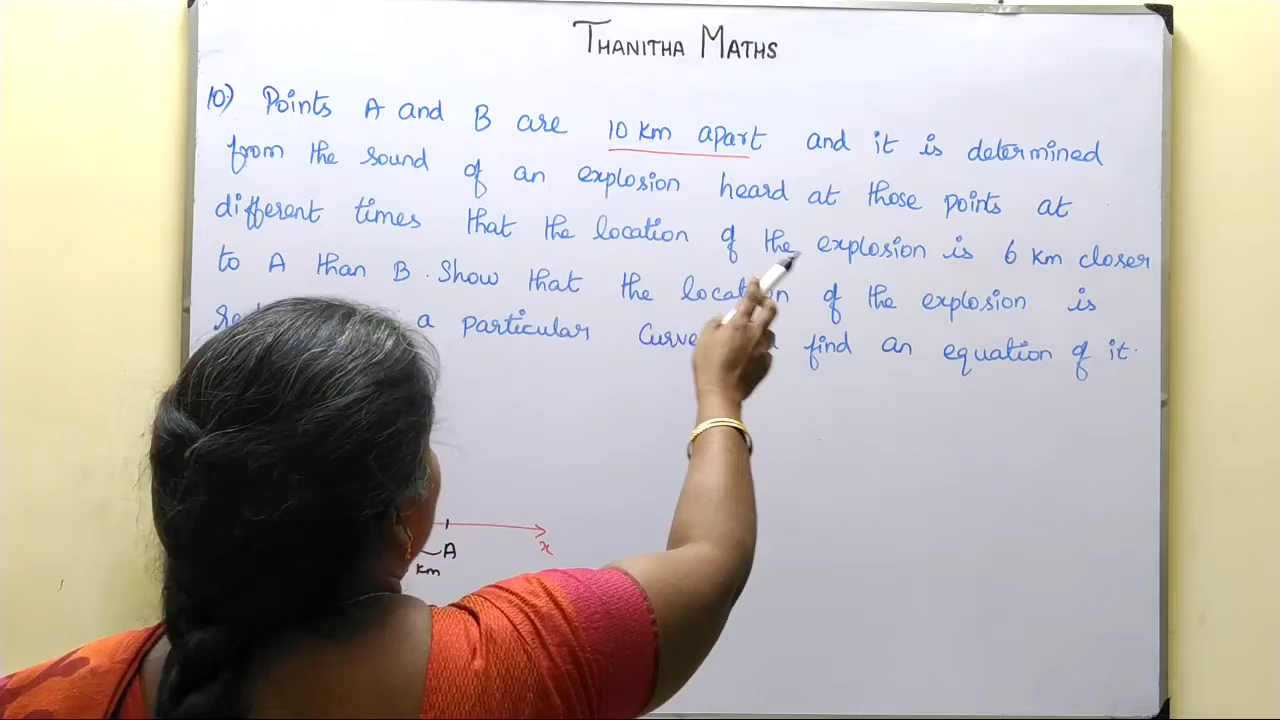 THANITHA MATHS
10) Points A and B are 10 km apart and it is determined
from the sound of an explosion heard at those points at
different times that the location of the explosion is 6 km closer
to A than B. Show that the location of the explosion is
a particular curve find an equation of it.
A
x
km